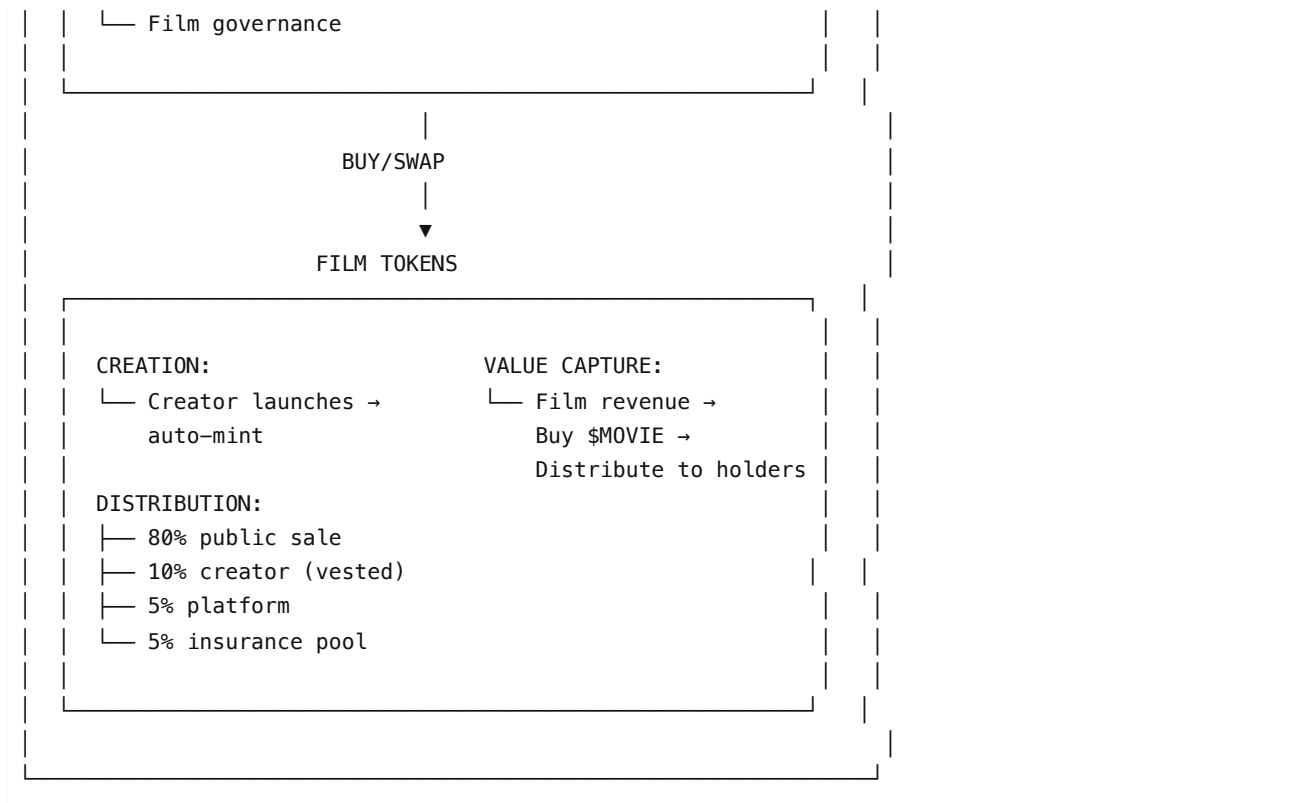 └── Film governance
BUY/SWAP
▼
FILM TOKENS
CREATION: VALUE CAPTURE:
└── Creator launches → └── Film revenue →
auto-mint Buy $MOVIE →
Distribute to holders
DISTRIBUTION:
├── 80% public sale
├── 10% creator (vested)
├── 5% platform
└── 5% insurance pool